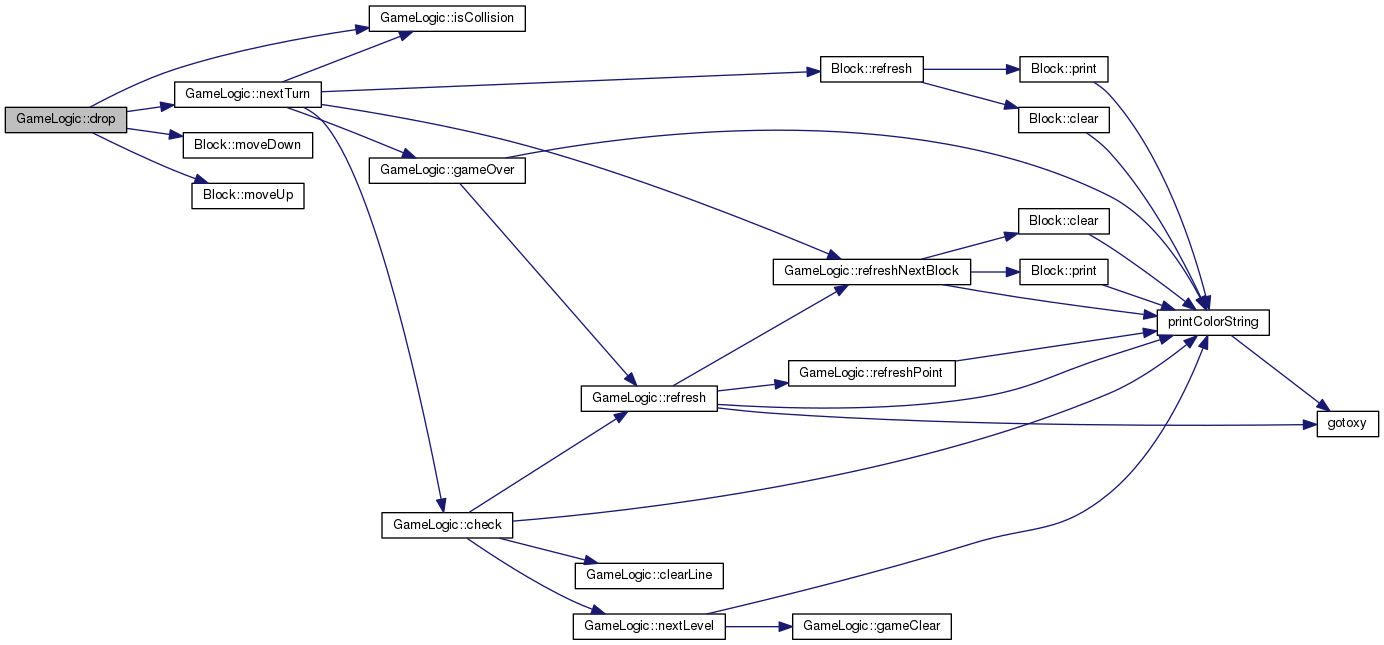 GameLogic::isCollision
Block::refresh
Block::print
GameLogic::nextTurn
GameLogic::drop
Block::clear
Block::moveDown
GameLogic::gameOver
Block::moveUp
Block::clear
GameLogic::refreshNextBlock
Block::print
printColorString
GameLogic::refreshPoint
GameLogic::refresh
gotoxy
GameLogic::check
GameLogic::clearLine
GameLogic::nextLevel
GameLogic::gameClear